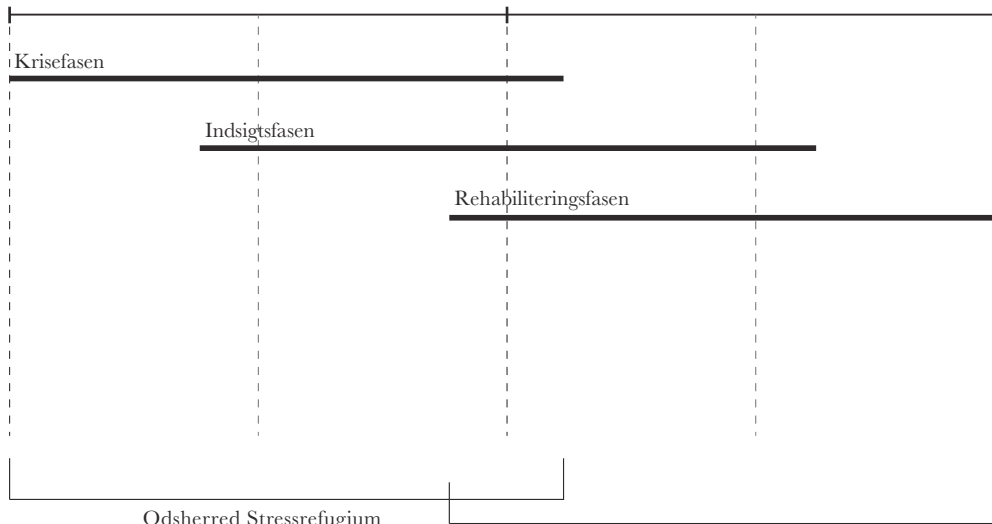 Krisefasen
Indsigtsfasen
Rehabiliteringsfasen
Odsherred Stressrefugium